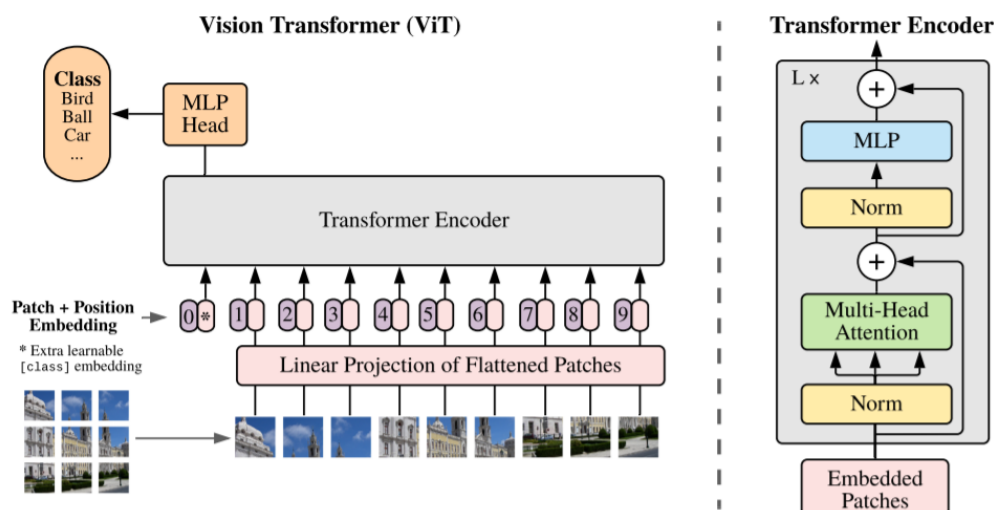 Vision Transformer (ViT)
Class
Bird
Ball
Car
...
MLP
Head
Transformer Encoder
Patch + Position
Embedding
0 * 1 2 3 4 5 6 7 8 9
* Extra learnable
[class] embedding
Linear Projection of Flattened Patches
Transformer Encoder
L x
+
MLP
Norm
+
Multi-Head
Attention
Norm
Embedded
Patches